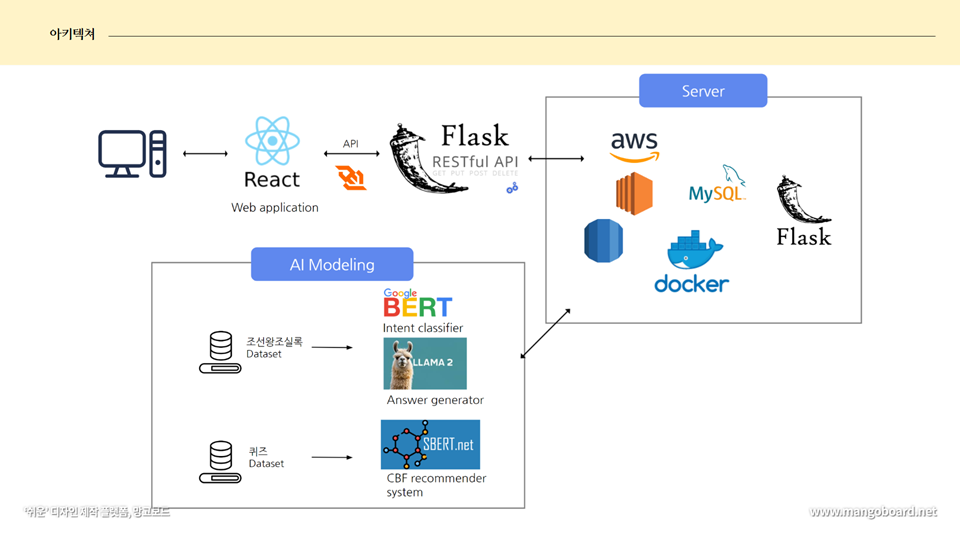 아키텍쳐
Server
API
Flask
RESTful API
GET PUT POST DELETE
React
Web application
aws
MySQL
Flask
docker
AI Modeling
Google
BERT
Intent classifier
조선왕조실록
Dataset
LLAMA 2
Answer generator
SBERT.net
퀴즈
Dataset
CBF recommender
system
'쉬운' 디자인 제작 플랫폼, 망고보드
www.mangoboard.net